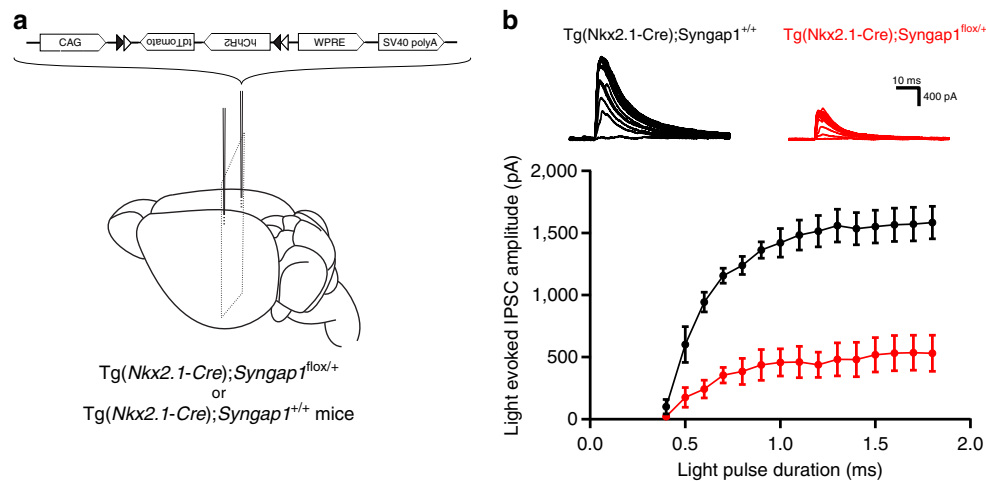 a
CAG
tdTomato
hChR2
WPRE
SV40 polyA
Tg(Nkx2.1-Cre);Syngap1flox/+
or
Tg(Nkx2.1-Cre);Syngap1+/+ mice
b
Tg(Nkx2.1-Cre);Syngap1+/+
Tg(Nkx2.1-Cre);Syngap1flox/+
10 ms
400 pA
Light evoked IPSC amplitude (pA)
2,000
1,500
1,000
500
0
0.0 0.5 1.0 1.5 2.0
Light pulse duration (ms)